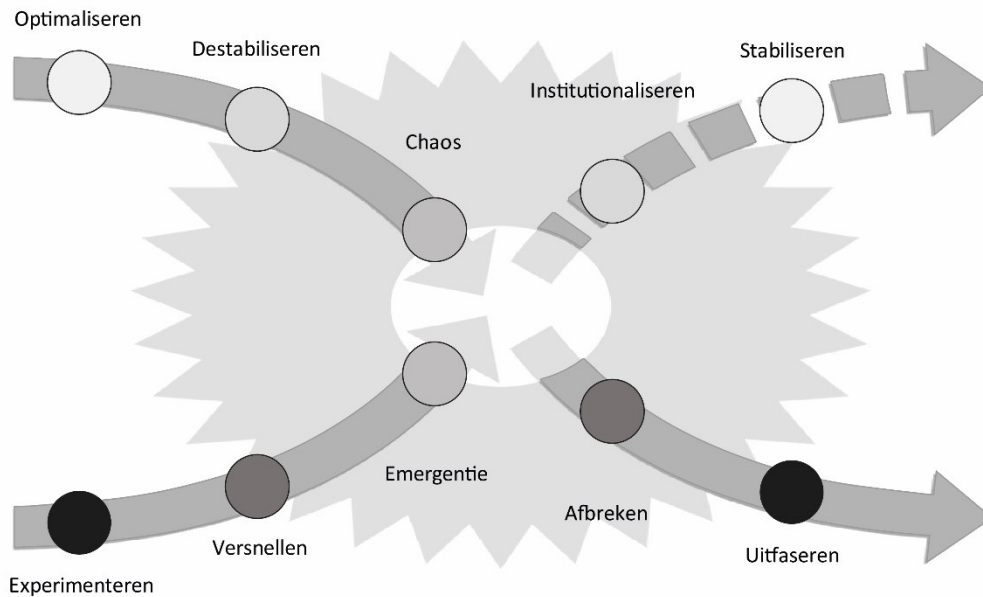 Optimaliseren
Destabiliseren
Chaos
Institutionaliseren
Stabiliseren
Experimenteren
Versnellen
Emergentie
Afbreken
Uitfaseren